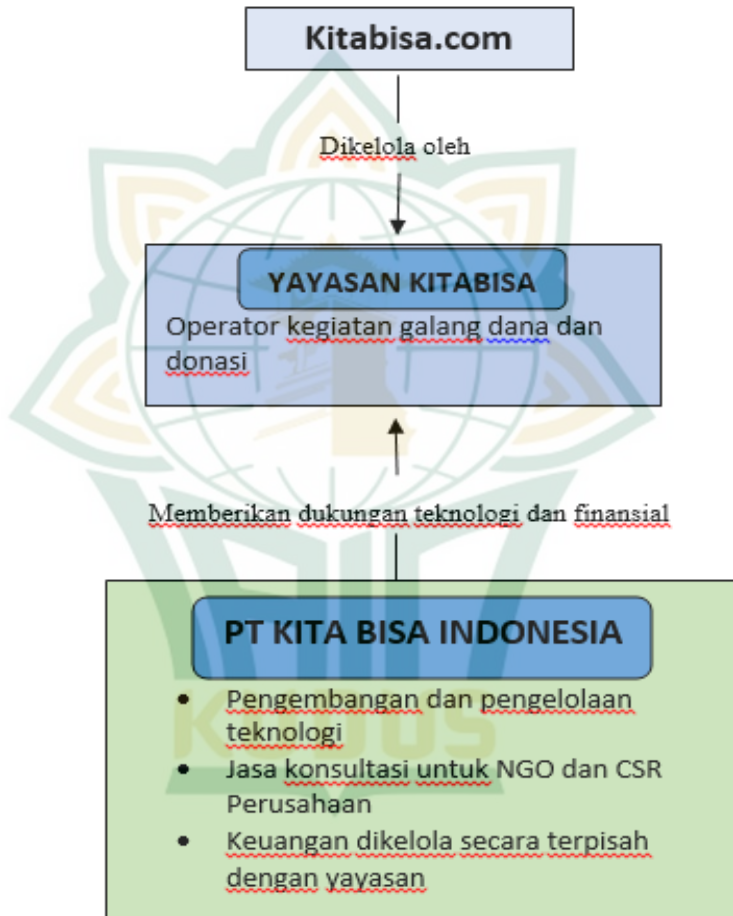 Kitabisa.com
Dikelola oleh
YAYASAN KITABISA
Operator kegiatan galang dana dan
donasi
Memberikan dukungan teknologi dan finansial
PT KITA BISA INDONESIA
• Pengembangan dan pengelolaan
teknologi
• Jasa konsultasi untuk NGO dan CSR
Perusahaan
• Keuangan dikelola secara terpisah
dengan yayasan
KUDUS